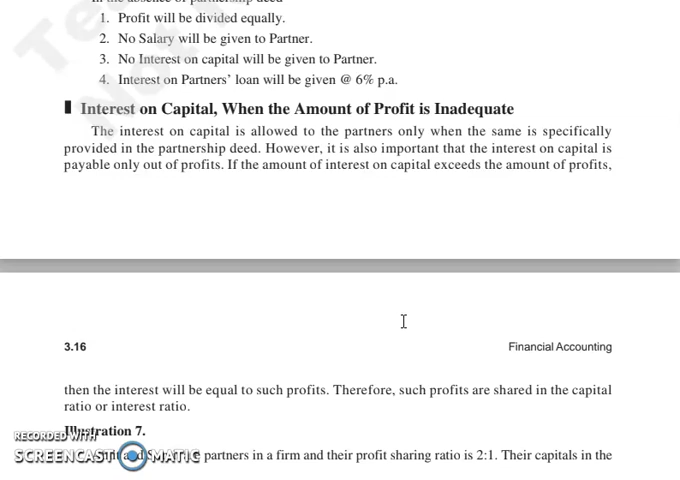 1. Profit will be divided equally.
2. No Salary will be given to Partner.
3. No Interest on capital will be given to Partner.
4. Interest on Partners' loan will be given @ 6% p.a.
Interest on Capital, When the Amount of Profit is Inadequate
The interest on capital is allowed to the partners only when the same is specifically
provided in the partnership deed. However, it is also important that the interest on capital is
payable only out of profits. If the amount of interest on capital exceeds the amount of profits,
3.16 Financial Accounting
then the interest will be equal to such profits. Therefore, such profits are shared in the capital
ratio or interest ratio.
Illustration 7.
RECORDED WITH
partners in a firm and their profit sharing ratio is 2:1. Their capitals in the
SCREENCAST-O-MATIC